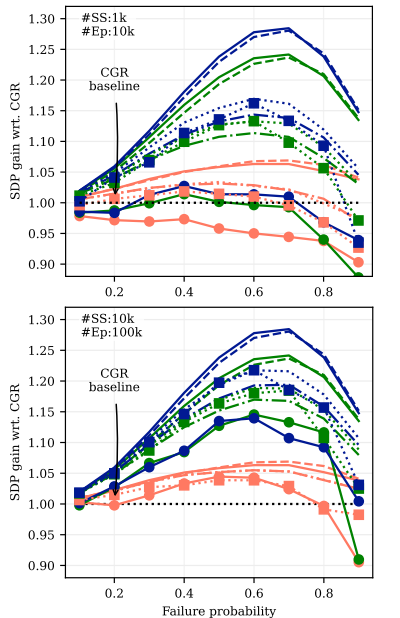 #SS:1k
#Ep:10k
CGR
baseline
SDP gain wrt. CGR
1.30
1.25
1.20
1.15
1.10
1.05
1.00
0.95
0.90
0.2
0.4
0.6
0.8
#SS:10k
#Ep:100k
CGR
baseline
SDP gain wrt. CGR
1.30
1.25
1.20
1.15
1.10
1.05
1.00
0.95
0.90
0.2
0.4
0.6
0.8
Failure probability